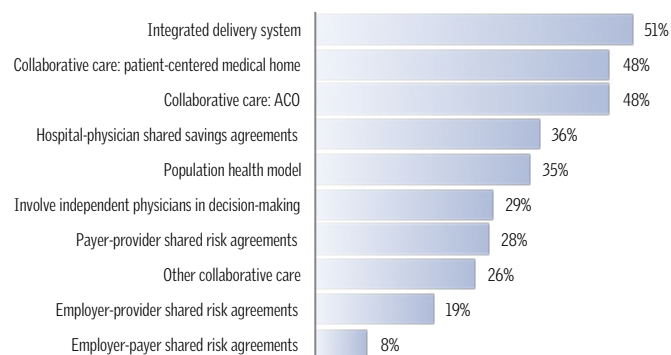 Integrated delivery system 51%
Collaborative care: patient-centered medical home 48%
Collaborative care: ACO 48%
Hospital-physician shared savings agreements 36%
Population health model 35%
Involve independent physicians in decision-making 29%
Payer-provider shared risk agreements 28%
Other collaborative care 26%
Employer-provider shared risk agreements 19%
Employer-payer shared risk agreements 8%